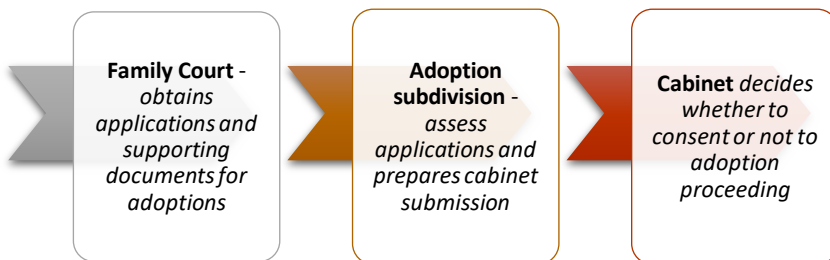 Family Court -
obtains
applications and
supporting
documents for
adoptions
Adoption
subdivision -
assess
applications and
prepares cabinet
submission
Cabinet decides
whether to
consent or not to
adoption
proceeding